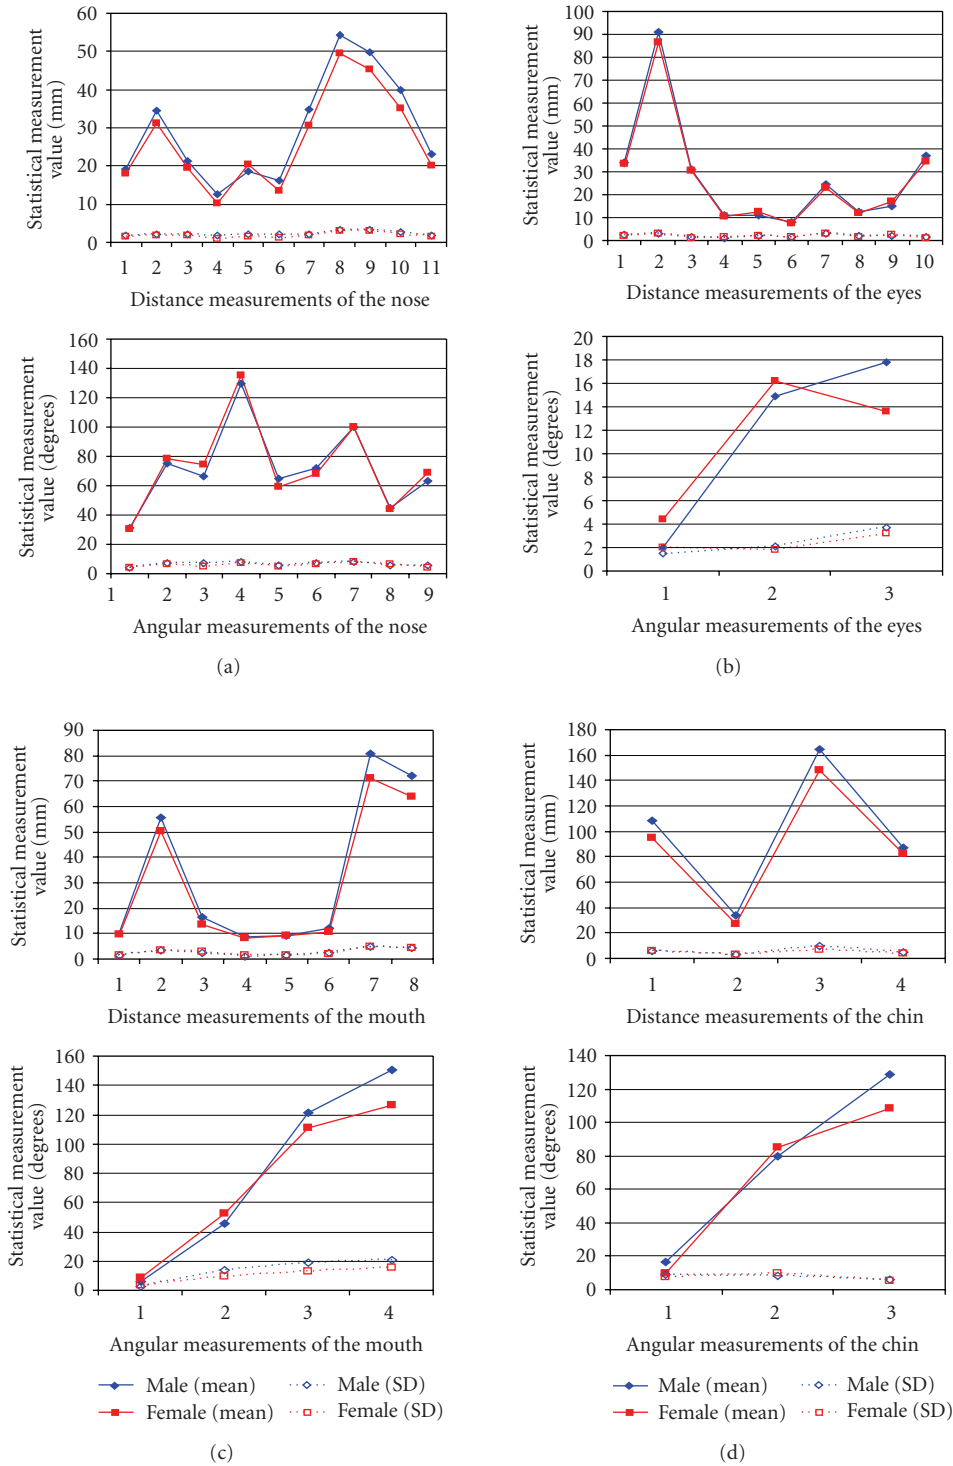 60
50
40
30
20
10
0
1 2 3 4 5 6 7 8 9 10 11
Statistical measurement
value (mm)
Distance measurements of the nose
100
90
80
70
60
50
40
30
20
10
0
1 2 3 4 5 6 7 8 9 10
Statistical measurement
value (mm)
Distance measurements of the eyes
160
140
120
100
80
60
40
20
0
1 2 3 4 5 6 7 8 9
Statistical measurement
value (degrees)
Angular measurements of the nose
(a)
20
18
16
14
12
10
8
6
4
2
0
1 2 3
Statistical measurement
value (degrees)
Angular measurements of the eyes
(b)
90
80
70
60
50
40
30
20
10
0
1 2 3 4 5 6 7 8
Statistical measurement
value (mm)
Distance measurements of the mouth
160
140
120
100
80
60
40
20
0
1 2 3 4
Statistical measurement
value (degrees)
Angular measurements of the mouth
Male (mean) Male (SD)
Female (mean) Female (SD)
(c)
180
160
140
120
100
80
60
40
20
0
1 2 3 4
Statistical measurement
value (mm)
Distance measurements of the chin
140
120
100
80
60
40
20
0
1 2 3
Statistical measurement
value (degrees)
Angular measurements of the chin
Male (mean) Male (SD)
Female (mean) Female (SD)
(d)